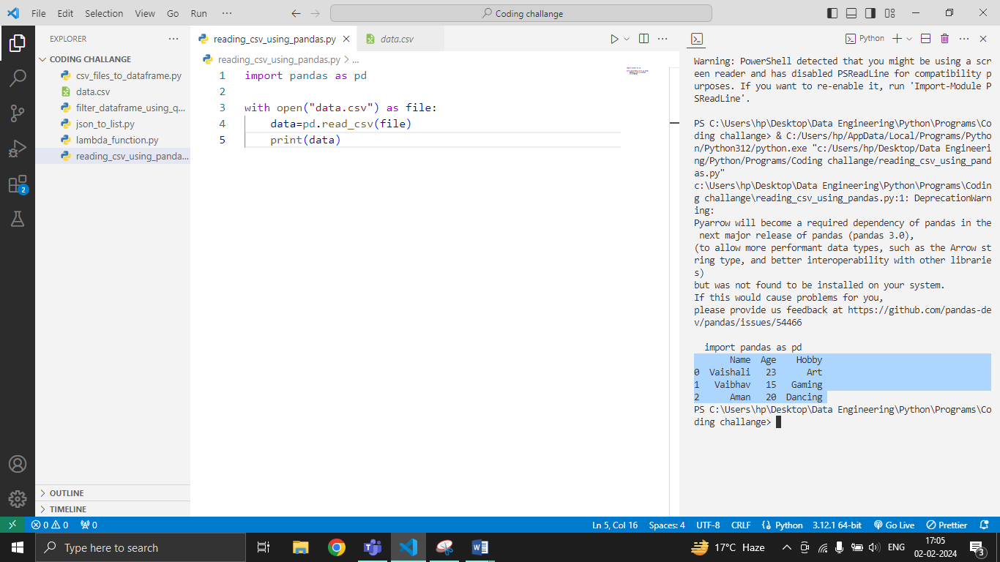 File Edit Selection View Go Run ...
Coding challange
EXPLORER
CODING CHALLANGE
csv_files_to_dataframe.py
data.csv
filter_dataframe_using_q...
json_to_list.py
lambda_function.py
reading_csv_using_panda...
2
OUTLINE
TIMELINE
reading_csv_using_pandas.py
data.csv
reading_csv_using_pandas.py > ...
1 import pandas as pd
2
3 with open("data.csv") as file:
4 data=pd.read_csv(file)
5 print(data)
Python
Warning: PowerShell detected that you might be using a scr
een reader and has disabled PSReadLine for compatibility p
urposes. If you want to re-enable it, run 'Import-Module P
SReadLine'.
PS C:\Users\hp\Desktop\Data Engineering\Python\Programs\Co
ding challange> & C:/Users/hp/AppData/Local/Programs/Pytho
n/Python312/python.exe "c:/Users/hp/Desktop/Data Engineeri
ng/Python/Programs/Coding challange/reading_csv_using_pand
as.py"
c:\Users\hp\Desktop\Data Engineering\Python\Programs\Codin
g challange\reading_csv_using_pandas.py:1: DeprecationWarn
ing:
Pyarrow will become a required dependency of pandas in the
next major release of pandas (pandas 3.0),
(to allow more performant data types, such as the Arrow st
ring type, and better interoperability with other librarie
s)
but was not found to be installed on your system.
If this would cause problems for you,
please provide us feedback at https://github.com/pandas-de
v/pandas/issues/54466
import pandas as pd
Name Age Hobby
0 Vaishali 23 Art
1 Vaibhav 15 Gaming
2 Aman 20 Dancing
PS C:\Users\hp\Desktop\Data Engineering\Python\Programs\Co
ding challange>
0 0 0 Ln 5, Col 16 Spaces: 4 UTF-8 CRLF Python 3.12.1 64-bit Go Live Prettier
Type here to search
17°C Haze
ENG
17:05
02-02-2024
3